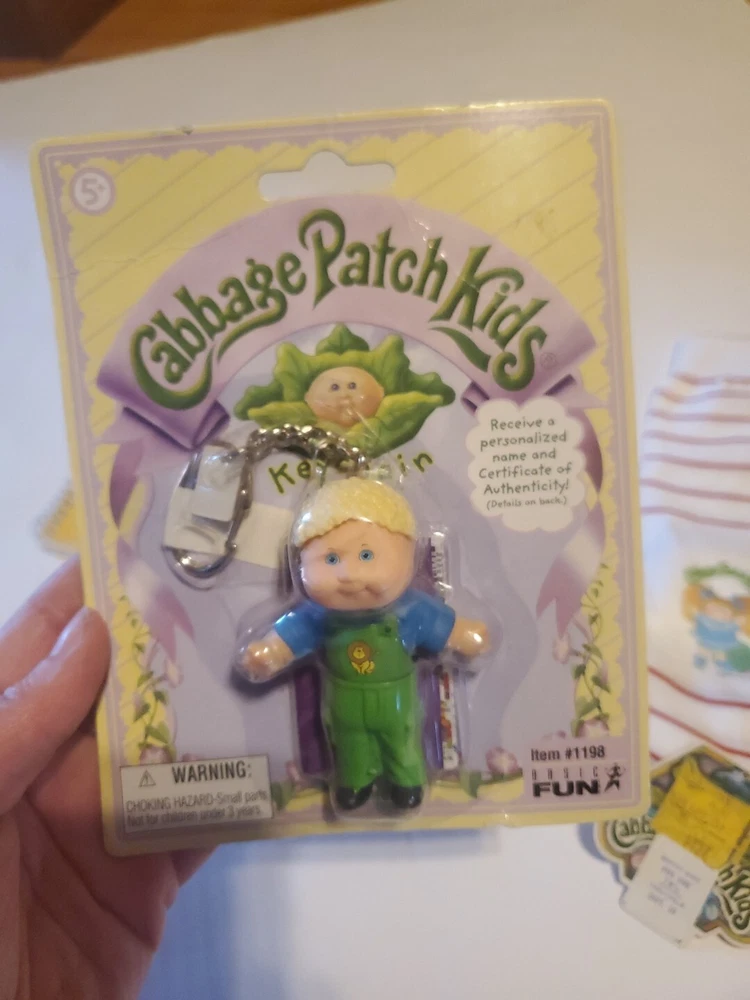 5+
Cabbage Patch Kids®
Keychain
Receive a
personalized
name and
Certificate of
Authenticity!
(Details on back.)
WARNING:
CHOKING HAZARD-Small parts
Not for children under 3 years
Item #1198
BASIC
FUN